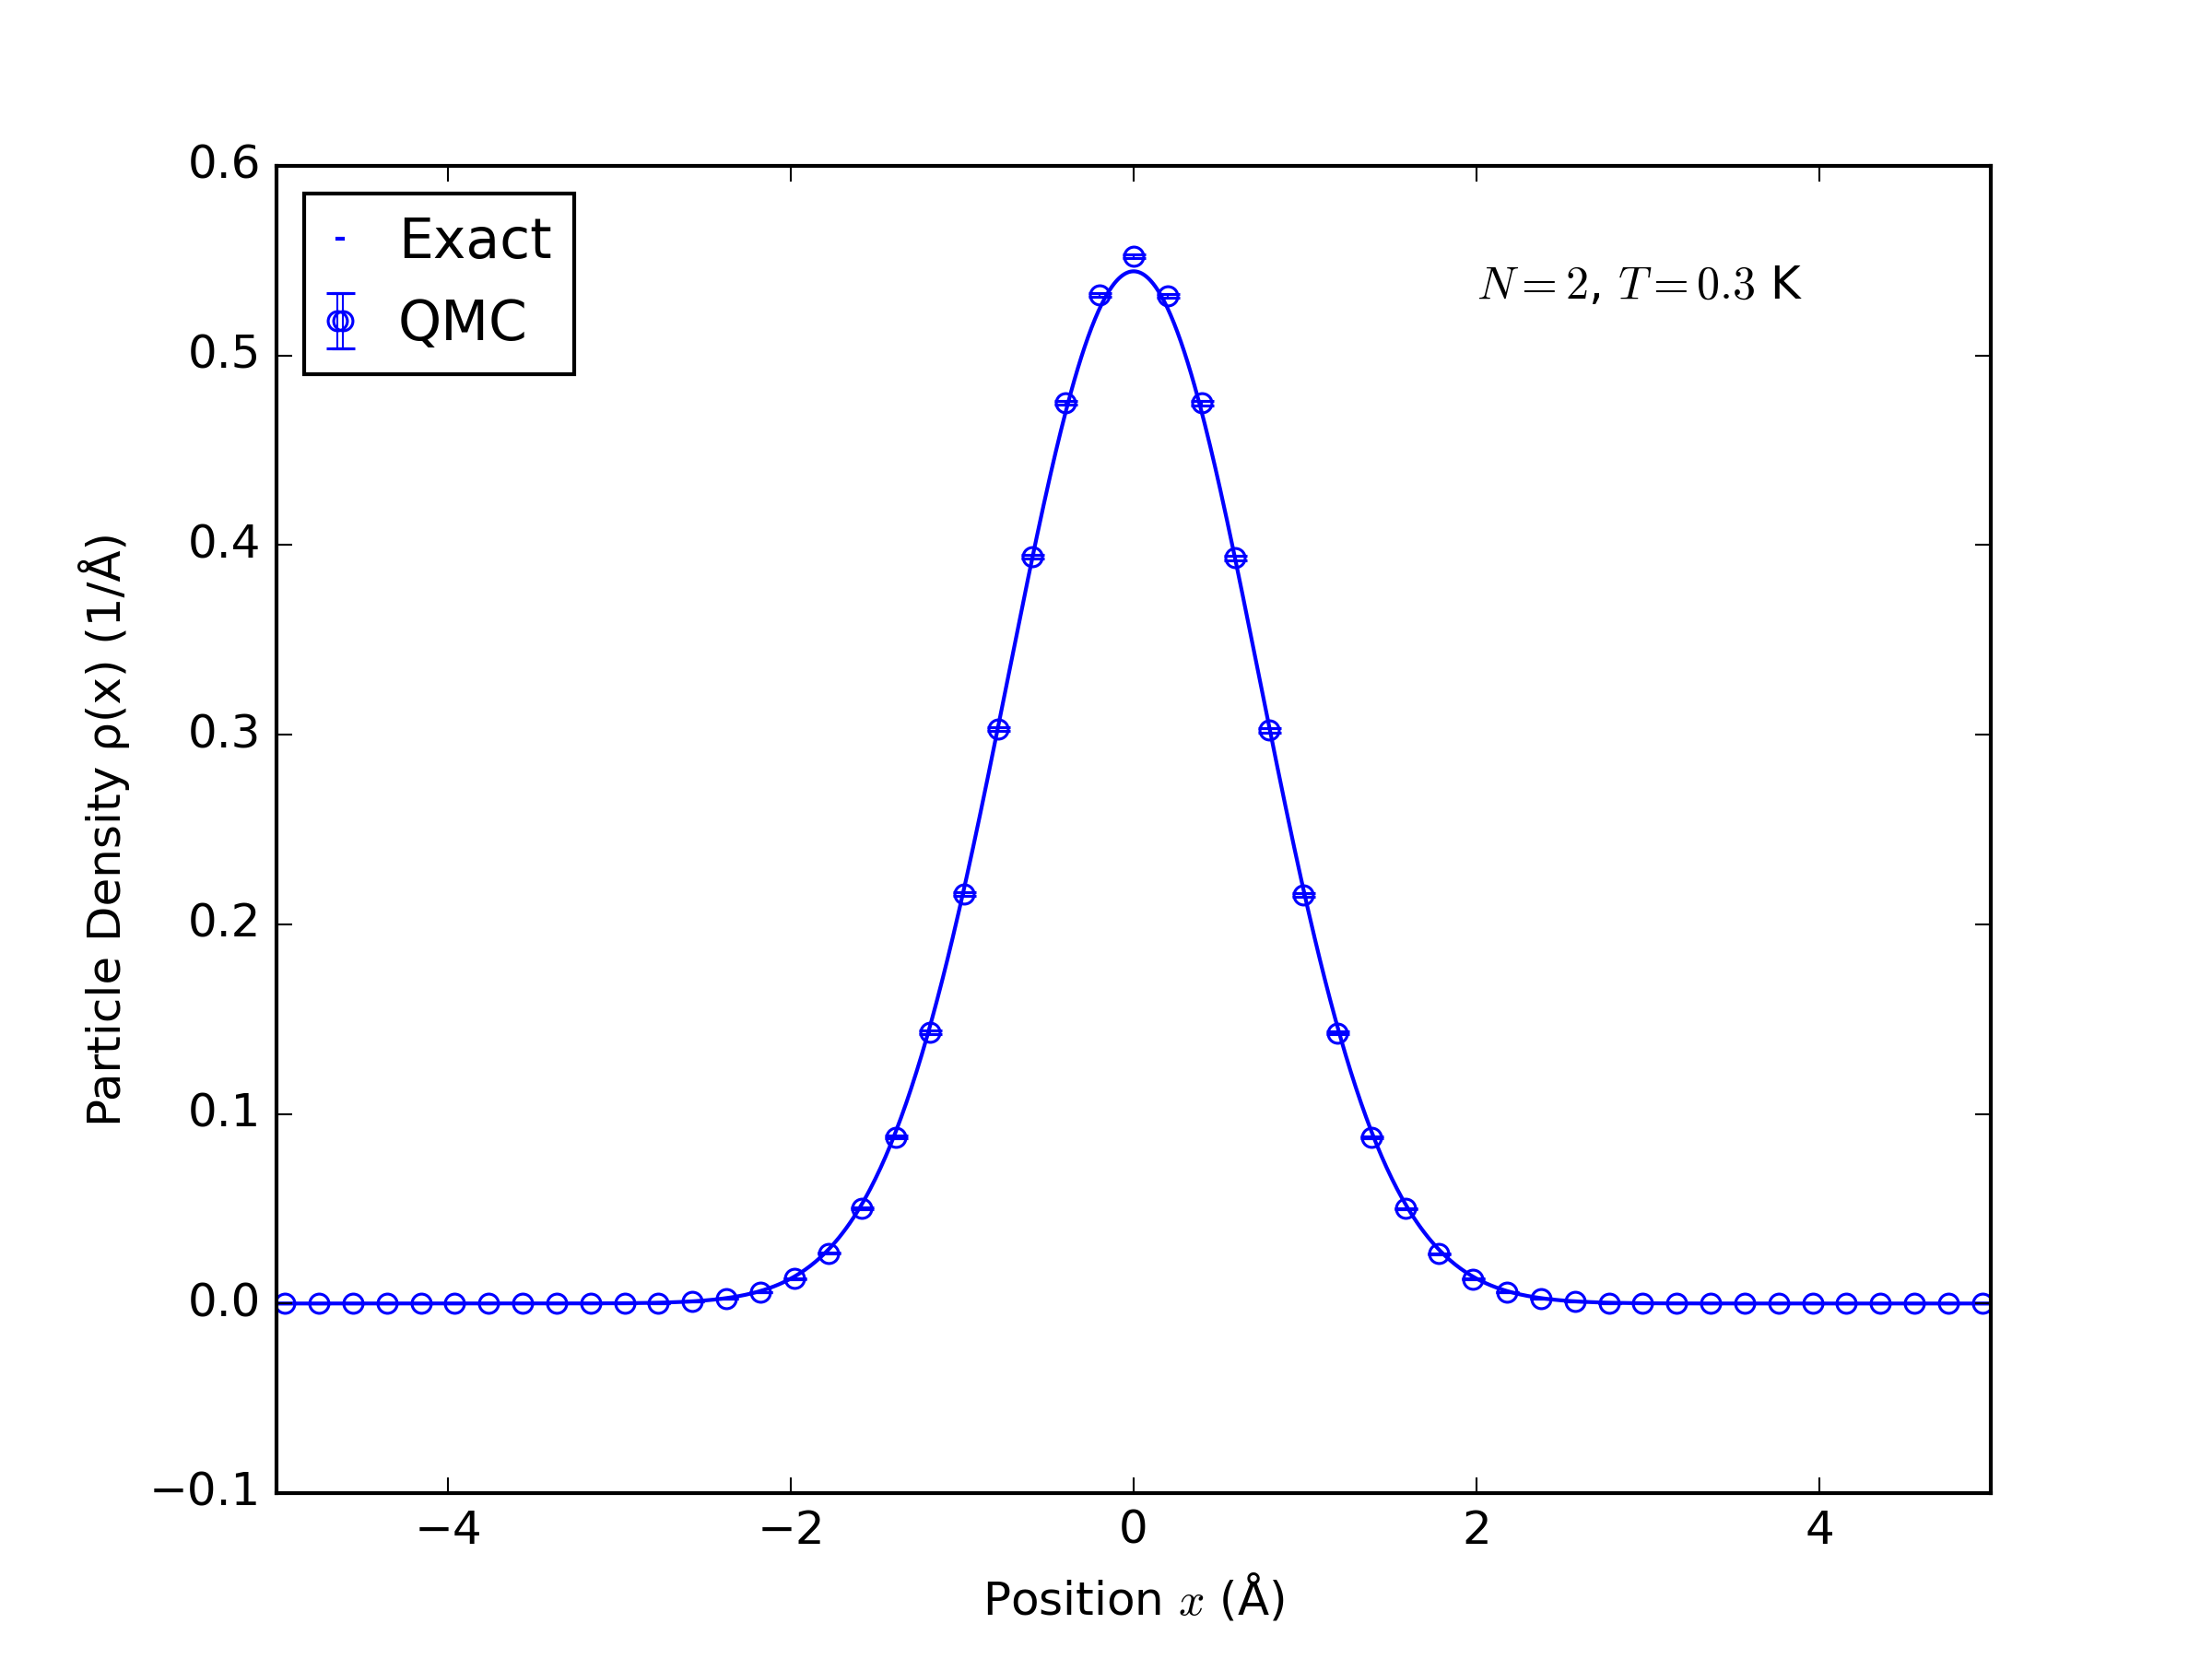 0.6
0.5
0.4
0.3
0.2
0.1
0.0
−0.1
Particle Density ρ(x) (1/Å)
Exact
QMC
N = 2, T = 0.3 K
−4
−2
0
2
4
Position x (Å)